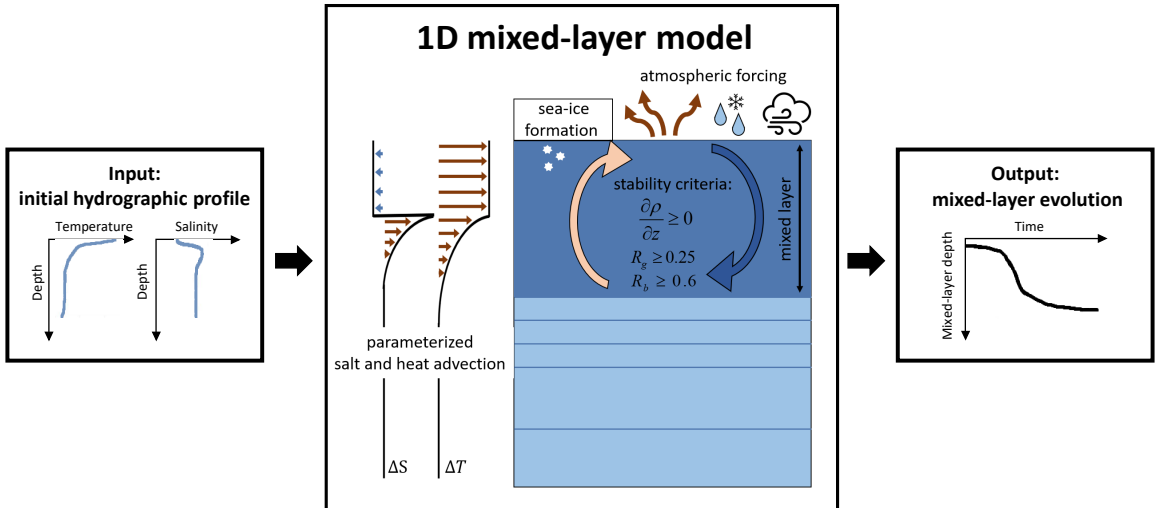 Input:
initial hydrographic profile
Temperature
Depth
Salinity
Depth
1D mixed-layer model
atmospheric forcing
sea-ice
formation
stability criteria:
∂ρ/∂z ≥ 0
R_g ≥ 0.25
R_b ≥ 0.6
mixed layer
parameterized
salt and heat advection
ΔS
ΔT
Output:
mixed-layer evolution
Time
Mixed-layer depth